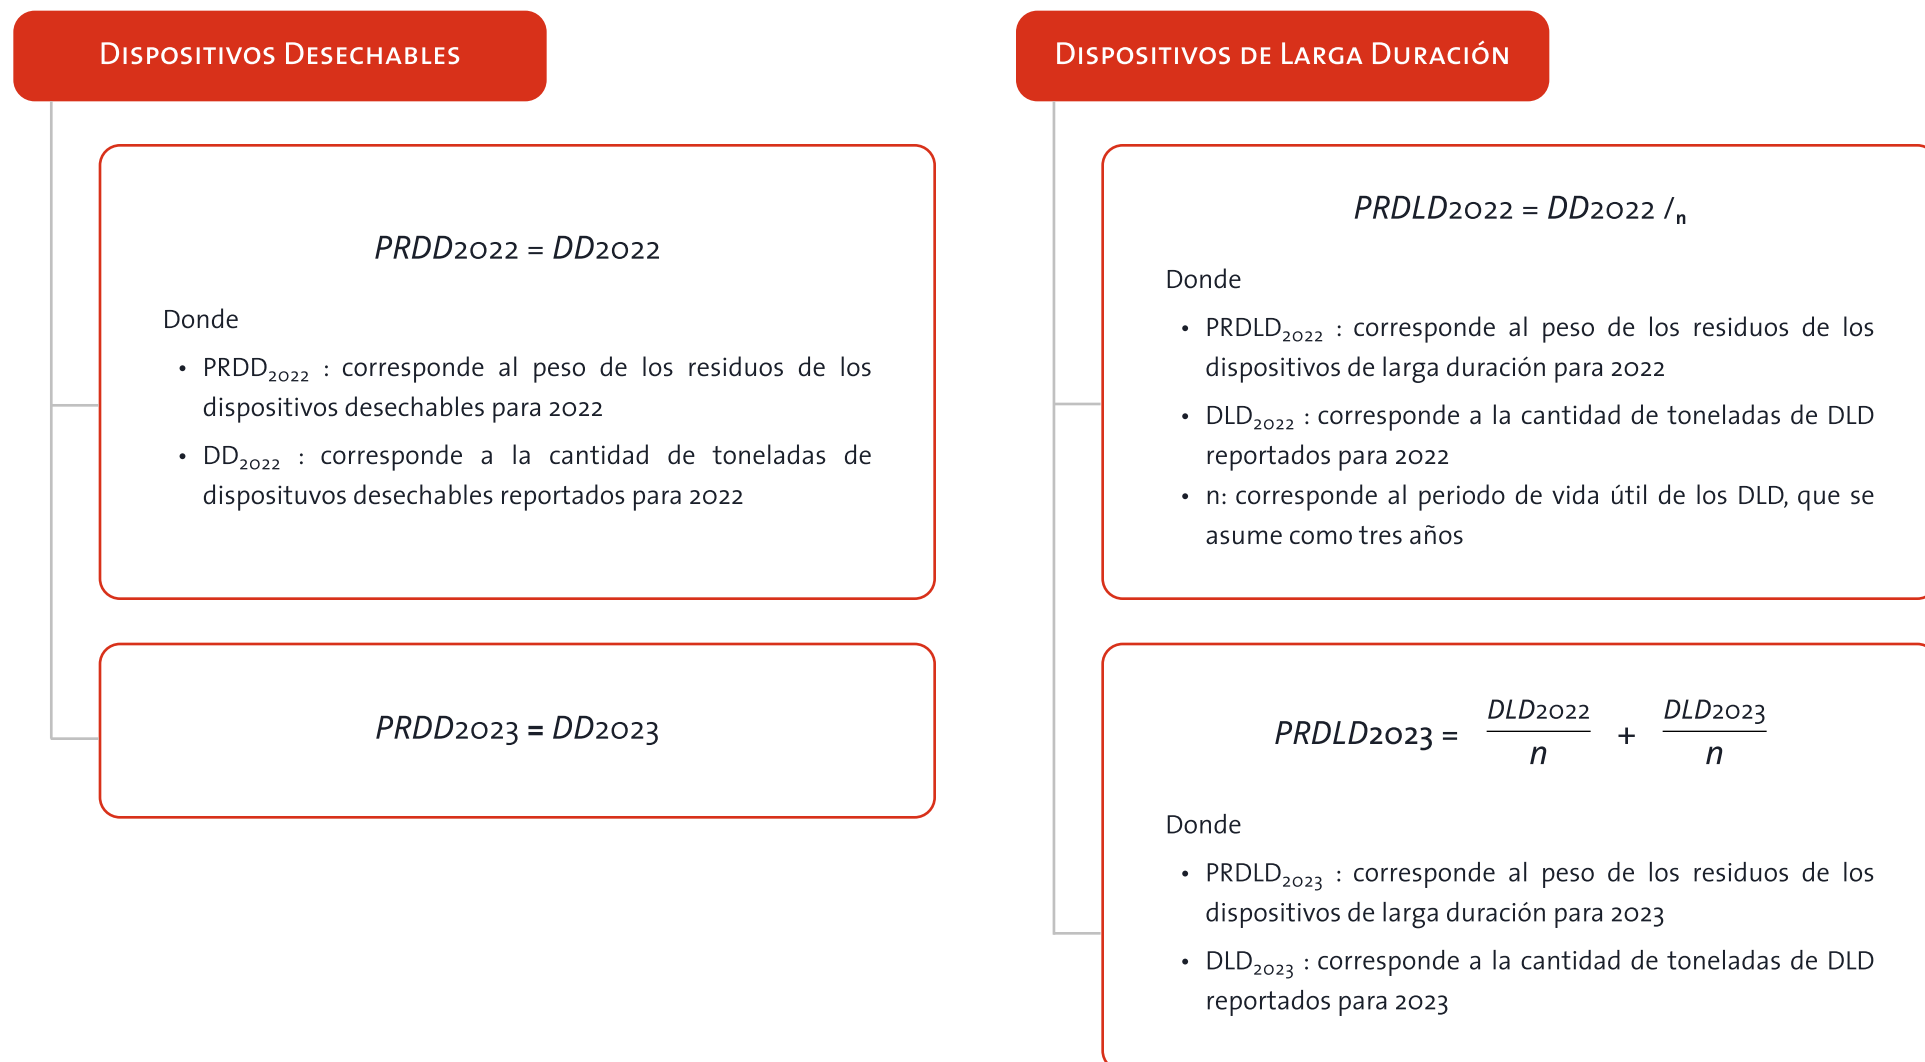 Dispositivos Desechables
PRDD2022 = DD2022
Donde
• PRDD2022 : corresponde al peso de los residuos de los
dispositivos desechables para 2022
• DD2022 : corresponde a la cantidad de toneladas de
disposituvos desechables reportados para 2022
PRDD2023 = DD2023
Dispositivos de Larga Duración
PRDLD2022 = DD2022 /n
Donde
• PRDLD2022 : corresponde al peso de los residuos de los
dispositivos de larga duración para 2022
• DLD2022 : corresponde a la cantidad de toneladas de DLD
reportados para 2022
• n: corresponde al periodo de vida útil de los DLD, que se
asume como tres años
PRDLD2023 = DLD2022/n + DLD2023/n
Donde
• PRDLD2023 : corresponde al peso de los residuos de los
dispositivos de larga duración para 2023
• DLD2023 : corresponde a la cantidad de toneladas de DLD
reportados para 2023